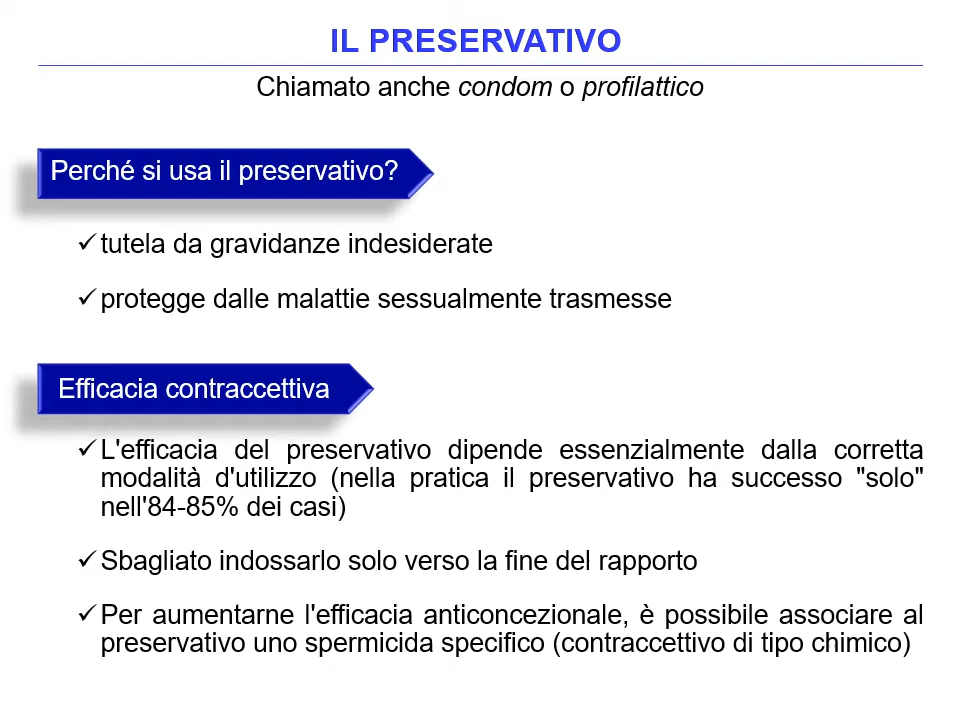 IL PRESERVATIVO
Chiamato anche condom o profilattico
Perché si usa il preservativo?
✓tutela da gravidanze indesiderate
✓protegge dalle malattie sessualmente trasmesse
Efficacia contraccettiva
✓L'efficacia del preservativo dipende essenzialmente dalla corretta
modalità d'utilizzo (nella pratica il preservativo ha successo "solo"
nell'84-85% dei casi)
✓Sbagliato indossarlo solo verso la fine del rapporto
✓Per aumentarne l'efficacia anticoncezionale, è possibile associare al
preservativo uno spermicida specifico (contraccettivo di tipo chimico)